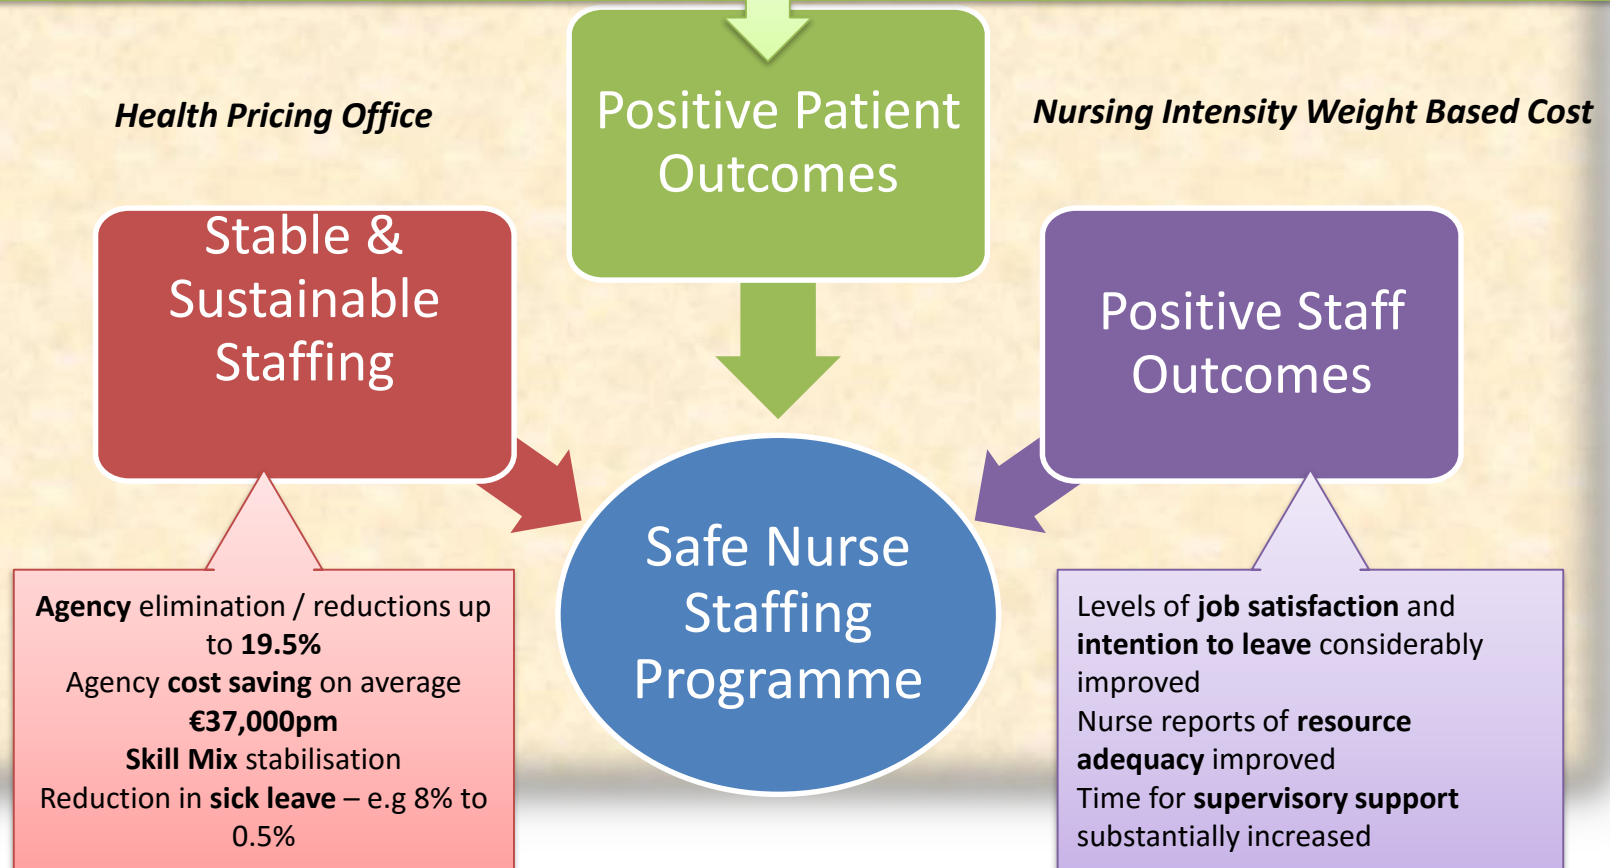 Health Pricing Office
Positive Patient
Outcomes
Nursing Intensity Weight Based Cost
Stable &
Sustainable
Staffing
Positive Staff
Outcomes
Safe Nurse
Staffing
Programme
Agency elimination / reductions up
to 19.5%
Agency cost saving on average
€37,000pm
Skill Mix stabilisation
Reduction in sick leave – e.g 8% to
0.5%
Levels of job satisfaction and
intention to leave considerably
improved
Nurse reports of resource
adequacy improved
Time for supervisory support
substantially increased